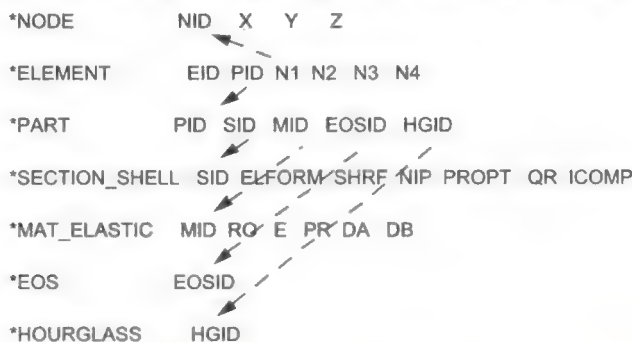 *NODE NID X Y Z
*ELEMENT EID PID N1 N2 N3 N4
*PART PID SID MID EOSID HGID
*SECTION_SHELL SID ELFORM SHRF NIP PROPT QR ICOMP
*MAT_ELASTIC MID RO E PR DA DB
*EOS EOSID
*HOURGLASS HGID